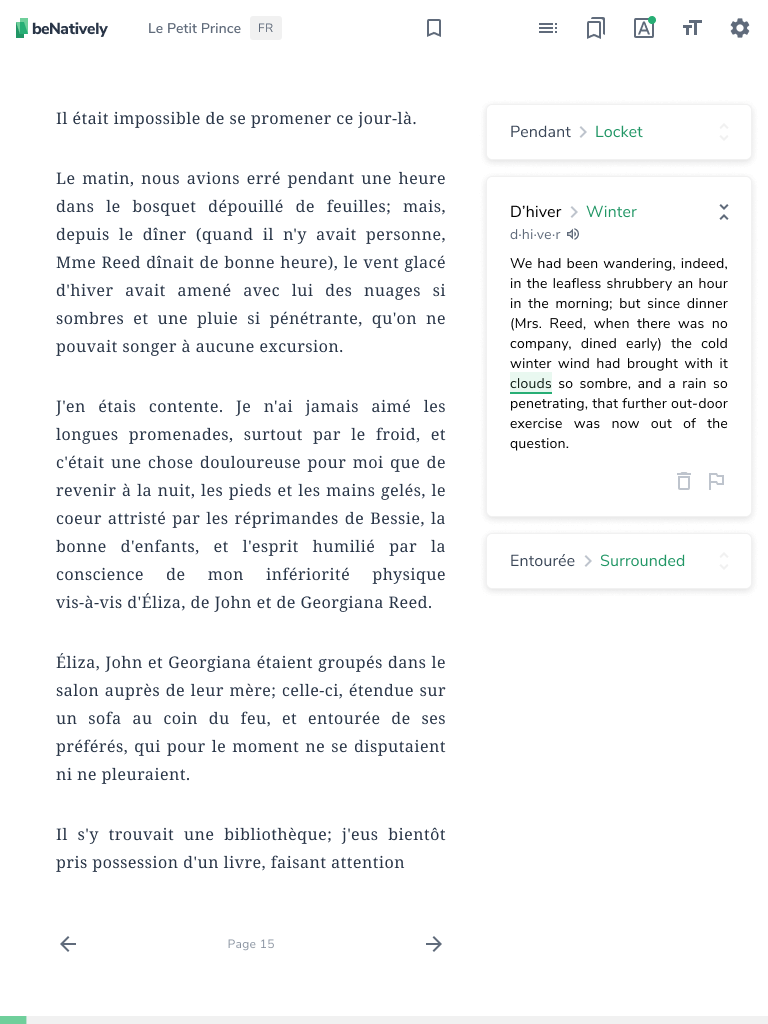 beNatively
Le Petit Prince FR
Il était impossible de se promener ce jour-là.
Le matin, nous avions erré pendant une heure
dans le bosquet dépouillé de feuilles; mais,
depuis le dîner (quand il n'y avait personne,
Mme Reed dînait de bonne heure), le vent glacé
d'hiver avait amené avec lui des nuages si
sombres et une pluie si pénétrante, qu'on ne
pouvait songer à aucune excursion.
J'en étais contente. Je n'ai jamais aimé les
longues promenades, surtout par le froid, et
c'était une chose douloureuse pour moi que de
revenir à la nuit, les pieds et les mains gelés, le
coeur attristé par les réprimandes de Bessie, la
bonne d'enfants, et l'esprit humilié par la
conscience de mon infériorité physique
vis-à-vis d'Éliza, de John et de Georgiana Reed.
Éliza, John et Georgiana étaient groupés dans le
salon auprès de leur mère; celle-ci, étendue sur
un sofa au coin du feu, et entourée de ses
préférés, qui pour le moment ne se disputaient
ni ne pleuraient.
Il s'y trouvait une bibliothèque; j'eus bientôt
pris possession d'un livre, faisant attention
Page 15
Pendant Locket
D'hiver Winter
d·hi·ve·r
We had been wandering, indeed,
in the leafless shrubbery an hour
in the morning; but since dinner
(Mrs. Reed, when there was no
company, dined early) the cold
winter wind had brought with it
clouds so sombre, and a rain so
penetrating, that further out-door
exercise was now out of the
question.
Entourée Surrounded